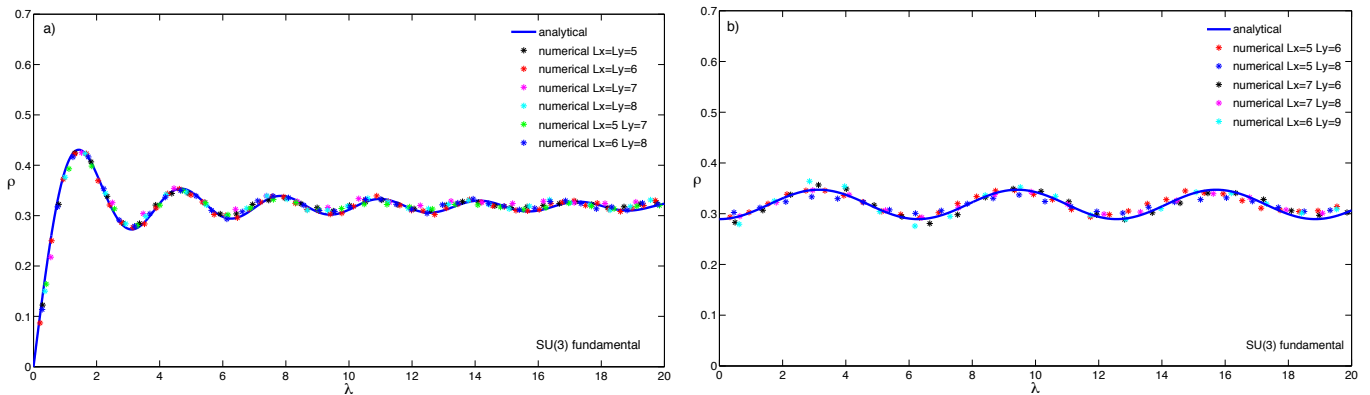 a)
analytical
numerical Lx=Ly=5
numerical Lx=Ly=6
numerical Lx=Ly=7
numerical Lx=Ly=8
numerical Lx=5 Ly=7
numerical Lx=6 Ly=8
0.7
0.6
0.5
0.4
ρ
0.3
0.2
0.1
0
SU(3) fundamental
0 2 4 6 8 10 12 14 16 18 20
λ
b)
analytical
numerical Lx=5 Ly=6
numerical Lx=5 Ly=8
numerical Lx=7 Ly=6
numerical Lx=7 Ly=8
numerical Lx=6 Ly=9
0.7
0.6
0.5
0.4
ρ
0.3
0.2
0.1
0
SU(3) fundamental
0 2 4 6 8 10 12 14 16 18 20
λ